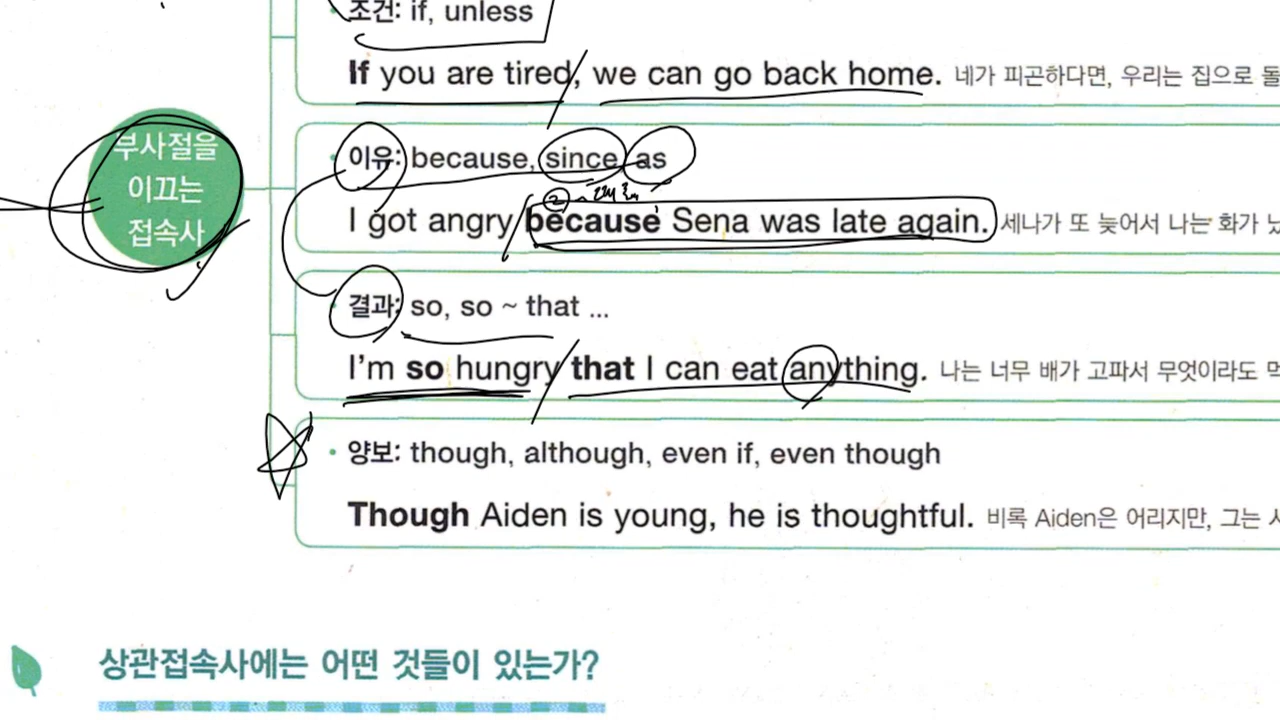 조건: if, unless
If you are tired, we can go back home. 네가 피곤하다면, 우리는 집으로 돌
부사절을
이끄는
접속사
이유: because, since, as
I got angry because Sena was late again. 세나가 또 늦어서 나는 화가 났
결과: so, so ~ that ...
I'm so hungry that I can eat anything. 나는 너무 배가 고파서 무엇이라도 먹
• 양보: though, although, even if, even though
Though Aiden is young, he is thoughtful. 비록 Aiden은 어리지만, 그는 사
상관접속사에는 어떤 것들이 있는가?